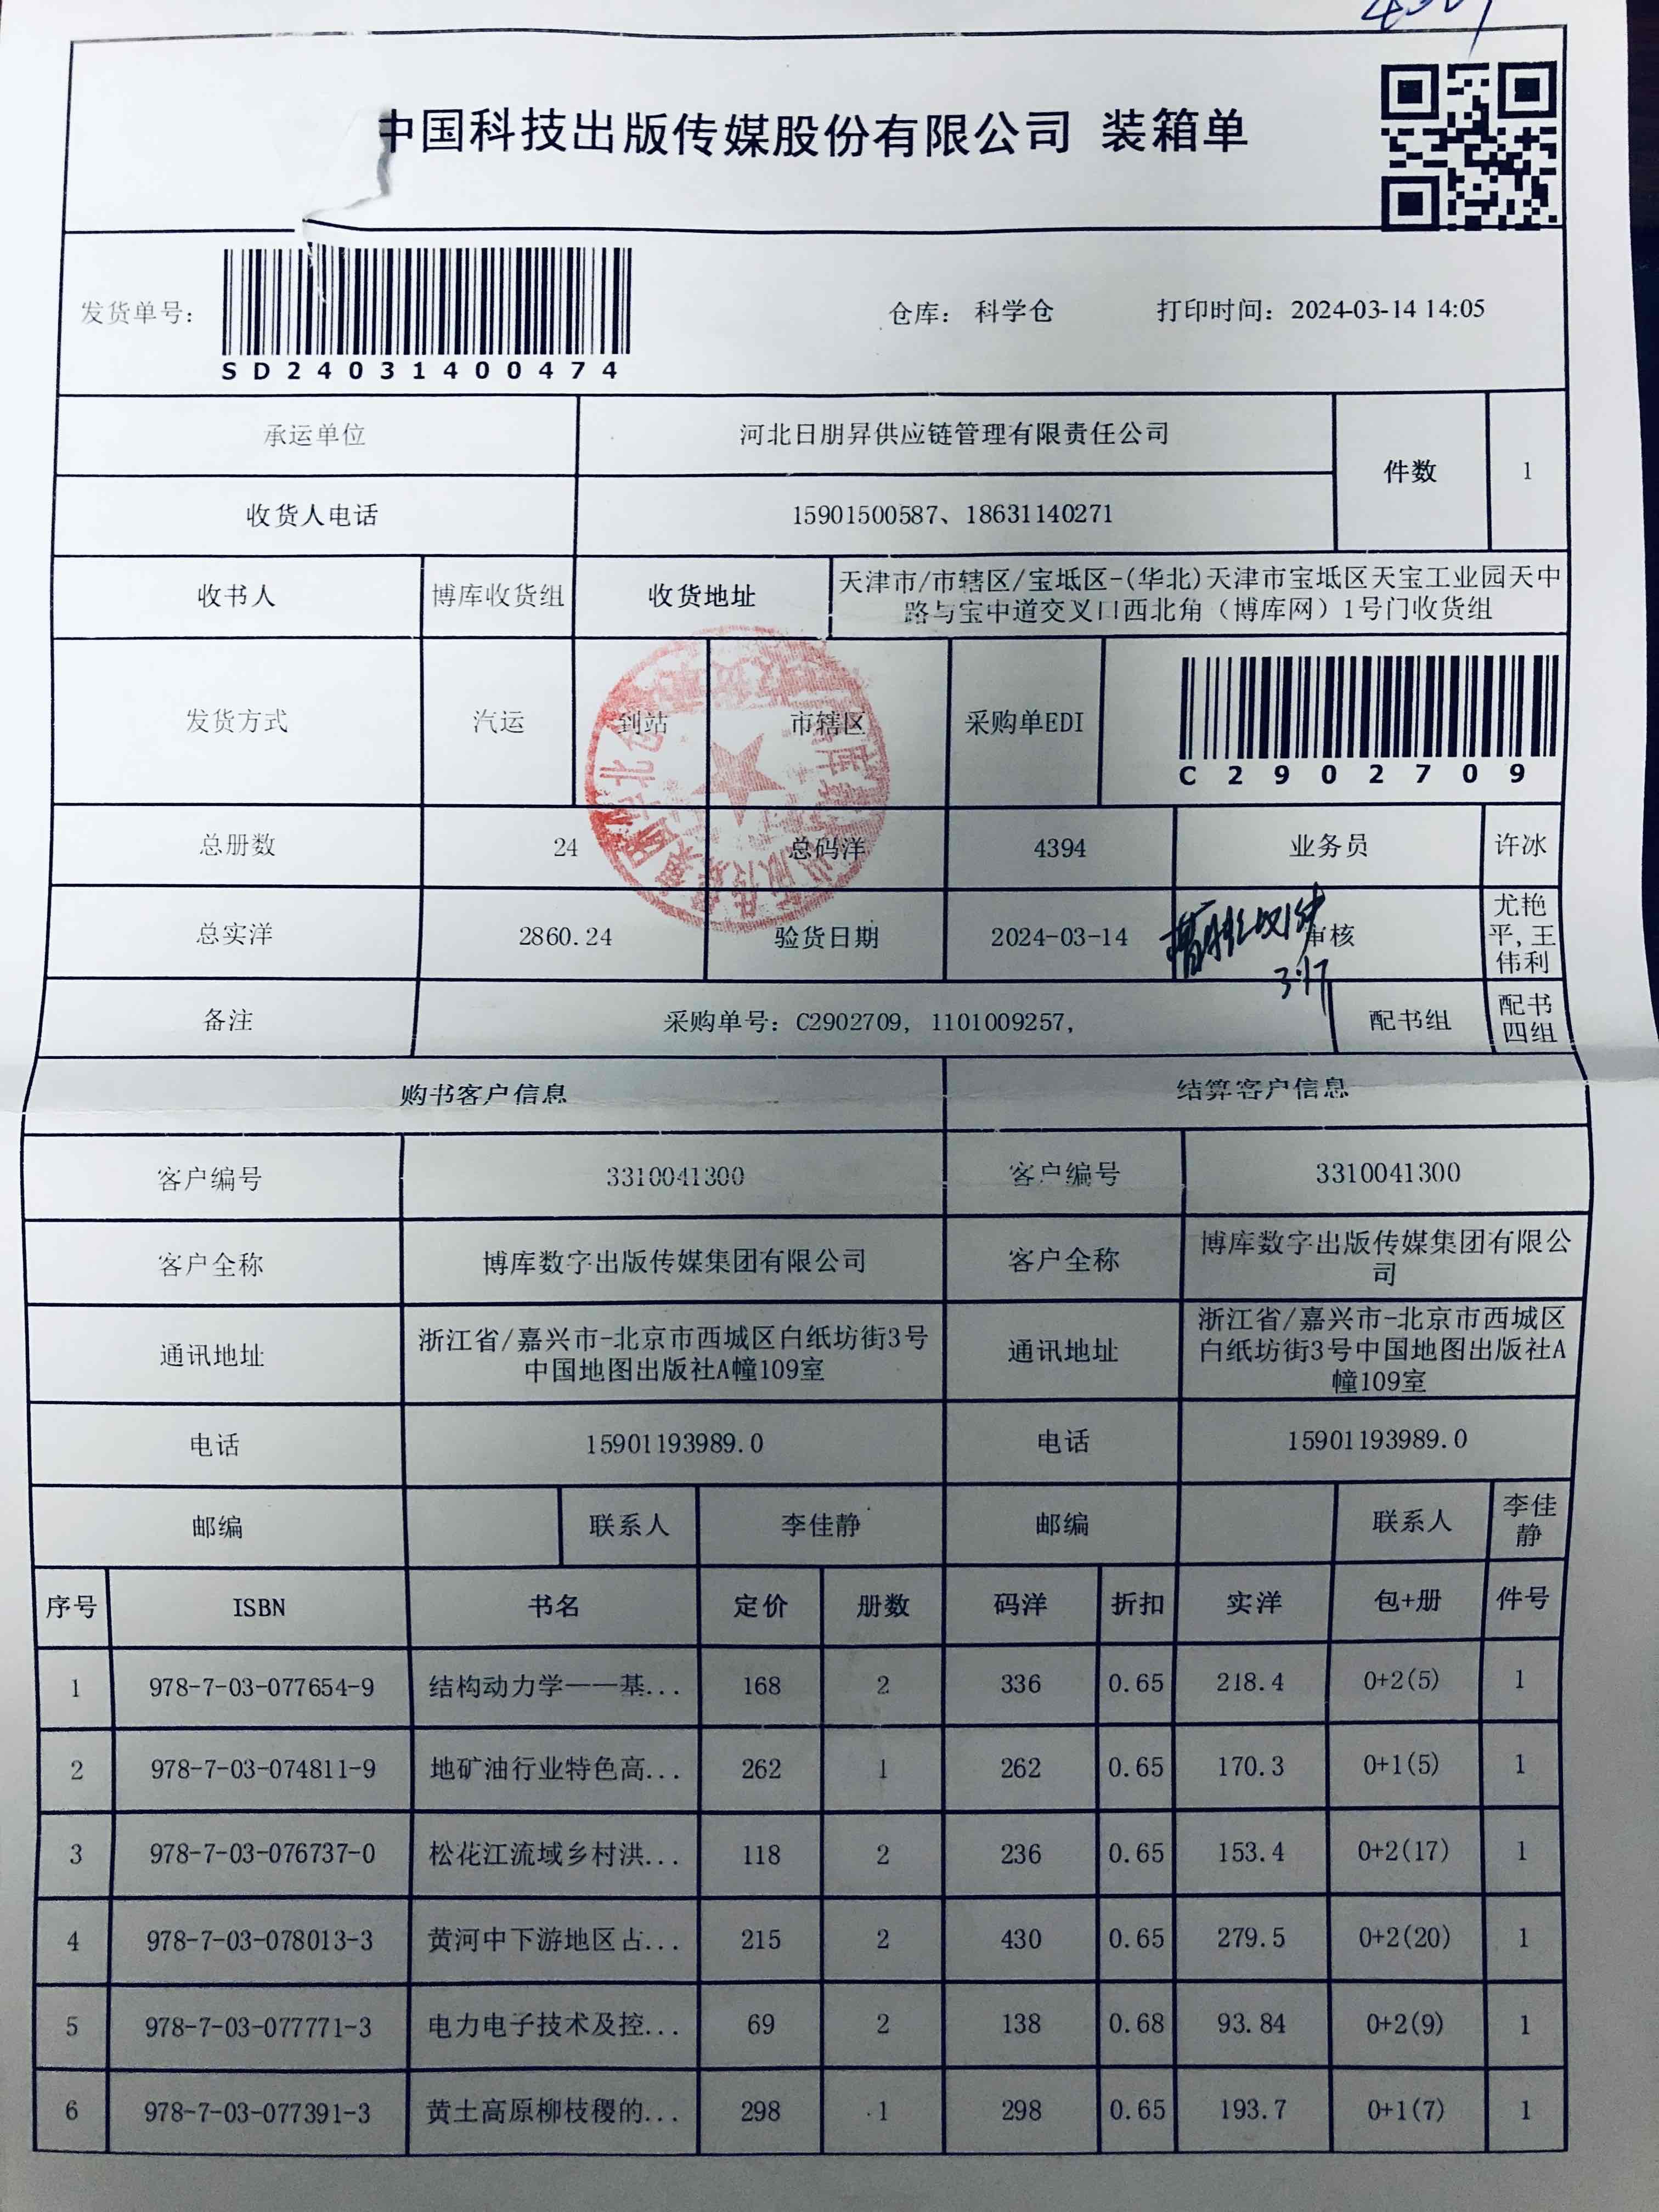 中国科技出版传媒股份有限公司 装箱单
发货单号：
SD24031400474
仓库： 科学仓
打印时间：2024-03-14 14:05
承运单位 河北日朋昇供应链管理有限责任公司 件数 1
收货人电话 15901500587、18631140271
收书人 博库收货组 收货地址 天津市/市辖区/宝坻区-(华北)天津市宝坻区天宝工业园天中
路与宝中道交叉口西北角（博库网）1号门收货组
发货方式 汽运 到站 市辖区 采购单EDI
C2902709
总册数 24 总码洋 4394 业务员 许冰
总实洋 2860.24 验货日期 2024-03-14 审核 尤艳
平,王
伟利
3.17
备注 采购单号：C2902709, 1101009257, 配书组 配书
四组
购书客户信息 结算客户信息
客户编号 3310041300 客户编号 3310041300
客户全称 博库数字出版传媒集团有限公司 客户全称 博库数字出版传媒集团有限公
司
通讯地址 浙江省/嘉兴市-北京市西城区白纸坊街3号
中国地图出版社A幢109室
通讯地址 浙江省/嘉兴市-北京市西城区
白纸坊街3号中国地图出版社A
幢109室
电话 15901193989.0 电话 15901193989.0
邮编 联系人 李佳静 邮编 联系人 李佳
静
序号 ISBN 书名 定价 册数 码洋 折扣 实洋 包+册 件号
1 978-7-03-077654-9 结构动力学——基... 168 2 336 0.65 218.4 0+2(5) 1
2 978-7-03-074811-9 地矿油行业特色高... 262 1 262 0.65 170.3 0+1(5) 1
3 978-7-03-076737-0 松花江流域乡村洪... 118 2 236 0.65 153.4 0+2(17) 1
4 978-7-03-078013-3 黄河中下游地区占... 215 2 430 0.65 279.5 0+2(20) 1
5 978-7-03-077771-3 电力电子技术及控... 69 2 138 0.68 93.84 0+2(9) 1
6 978-7-03-077391-3 黄土高原柳枝稷的... 298 1 298 0.65 193.7 0+1(7) 1